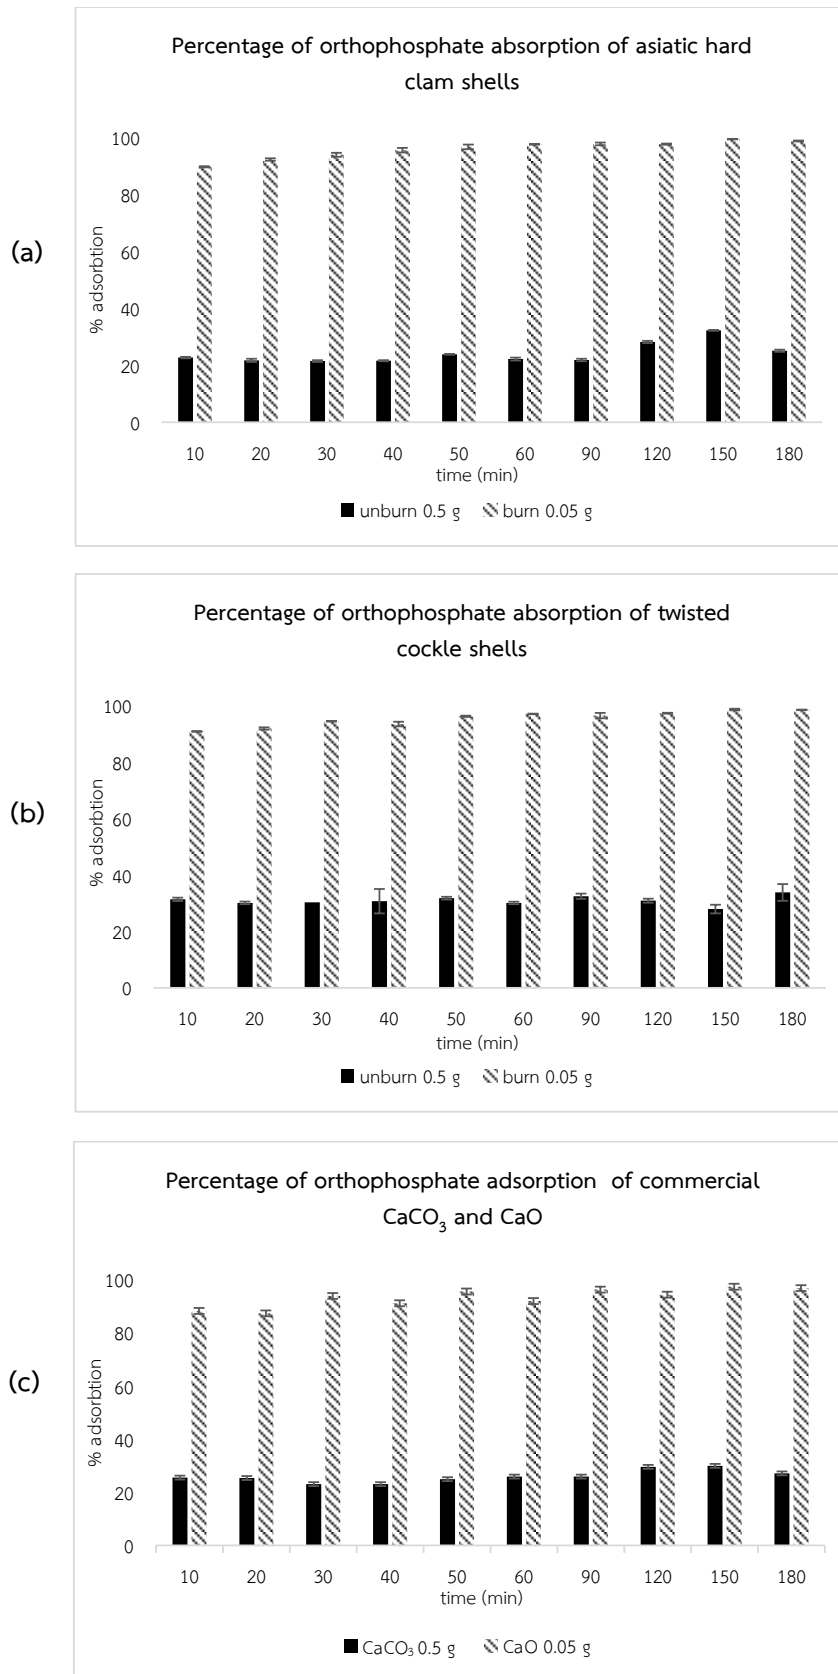 Percentage of orthophosphate absorption of asiatic hard
clam shells
(a)
% adsorbtion
100
80
60
40
20
0
10 20 30 40 50 60 90 120 150 180
time (min)
unburn 0.5 g burn 0.05 g
Percentage of orthophosphate absorption of twisted
cockle shells
(b)
% adsorbtion
100
80
60
40
20
0
10 20 30 40 50 60 90 120 150 180
time (min)
unburn 0.5 g burn 0.05 g
Percentage of orthophosphate adsorption of commercial
CaCO₃ and CaO
(c)
% adsorbtion
100
80
60
40
20
0
10 20 30 40 50 60 90 120 150 180
time (min)
CaCO₃ 0.5 g CaO 0.05 g